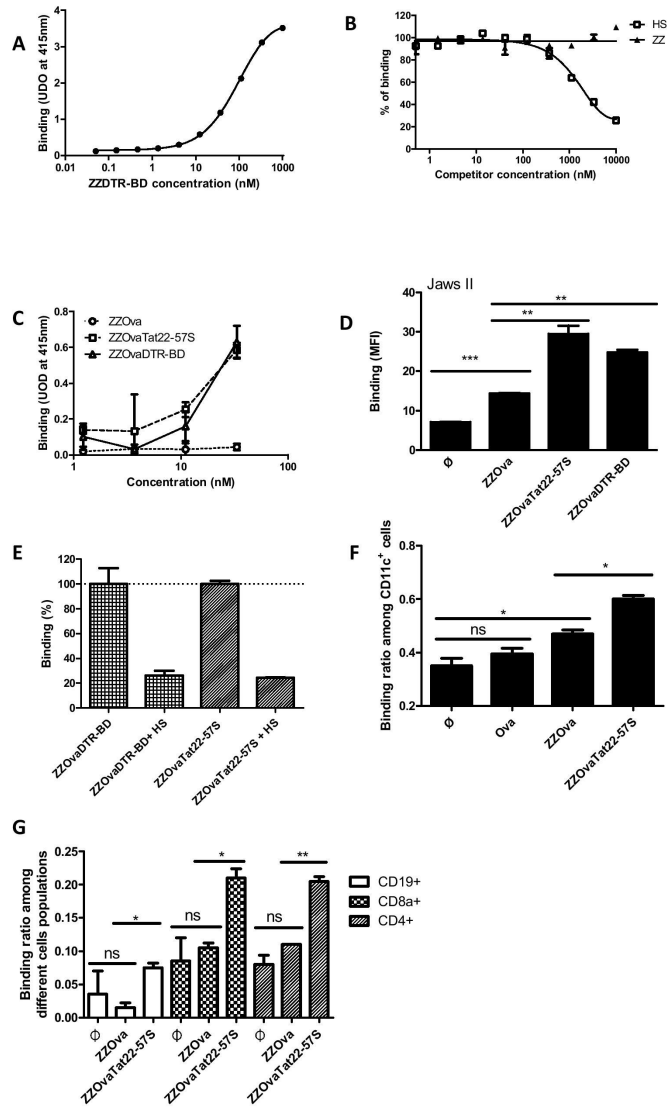 A
Binding (UDO at 415nm)
4
3
2
1
0
0.01 0.1 1 10 100 1000
ZZDTR-BD concentration (nM)
B
% of binding
100
80
60
40
20
0
1 10 100 1000 10000
Competitor concentration (nM)
HS
ZZ
C
Binding (UOD at 415nm)
0.8
0.6
0.4
0.2
0.0
1 10 100
Concentration (nM)
ZZOva
ZZOvaTat22-57S
ZZOvaDTR-BD
D
Jaws II
Binding (MFI)
40
30
20
10
0
***
**
**
Ø
ZZOva
ZZOvaTat22-57S
ZZOvaDTR-BD
E
Binding (%)
120
100
80
60
40
20
0
ZZOvaDTR-BD
ZZOvaDTR-BD+ HS
ZZOvaTat22-57S
ZZOvaTat22-57S + HS
F
Binding ratio among CD11c+ cells
0.8
0.6
0.4
0.2
ns
*
*
Ø
Ova
ZZOva
ZZOvaTat22-57S
G
Binding ratio among
different cells populations
0.25
0.20
0.15
0.10
0.05
0.00
ns
*
ns
*
ns
**
Ø
ZZOva
ZZOvaTat22-57S
Ø
ZZOva
ZZOvaTat22-57S
Ø
ZZOva
ZZOvaTat22-57S
CD19+
CD8a+
CD4+